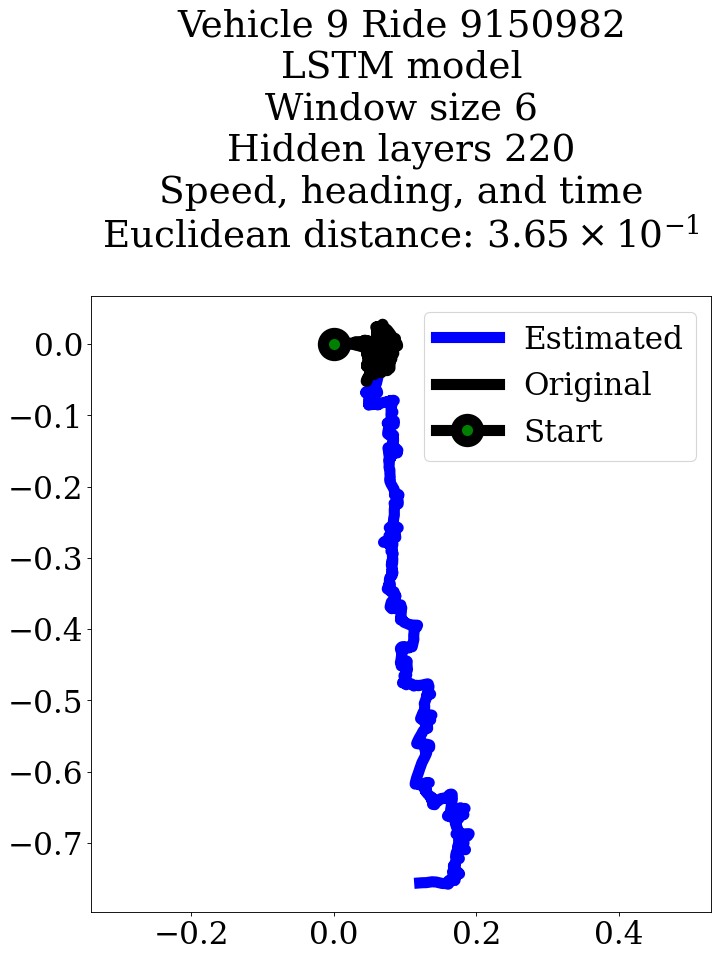 Vehicle 9 Ride 9150982
LSTM model
Window size 6
Hidden layers 220
Speed, heading, and time
Euclidean distance: 3.65 × 10⁻¹
Estimated
Original
Start
0.0
−0.1
−0.2
−0.3
−0.4
−0.5
−0.6
−0.7
−0.2 0.0 0.2 0.4